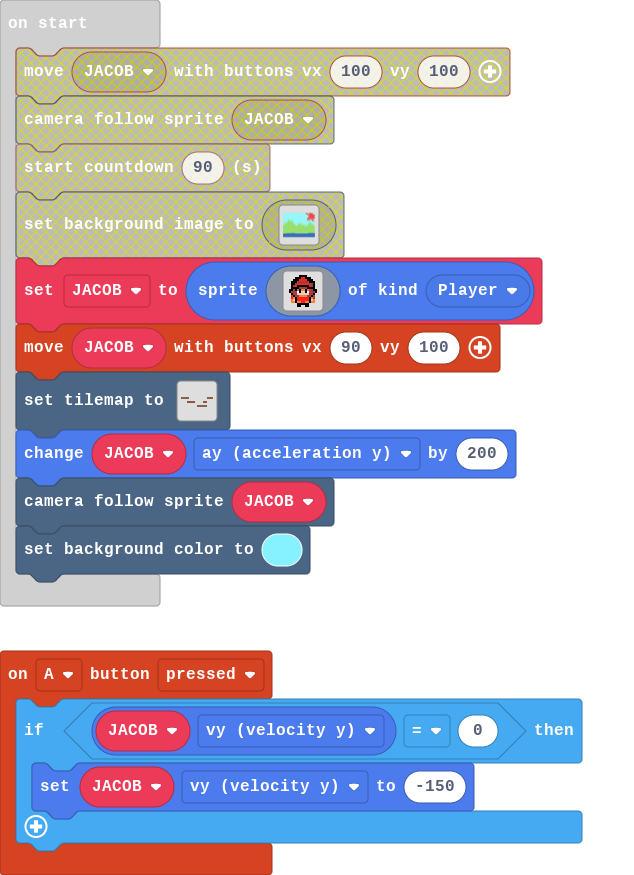 on start
move JACOB with buttons vx 100 vy 100
camera follow sprite JACOB
start countdown 90 (s)
set background image to
set JACOB to sprite of kind Player
move JACOB with buttons vx 90 vy 100
set tilemap to
change JACOB ay (acceleration y) by 200
camera follow sprite JACOB
set background color to
on A button pressed
if JACOB vy (velocity y) = 0 then
set JACOB vy (velocity y) to -150